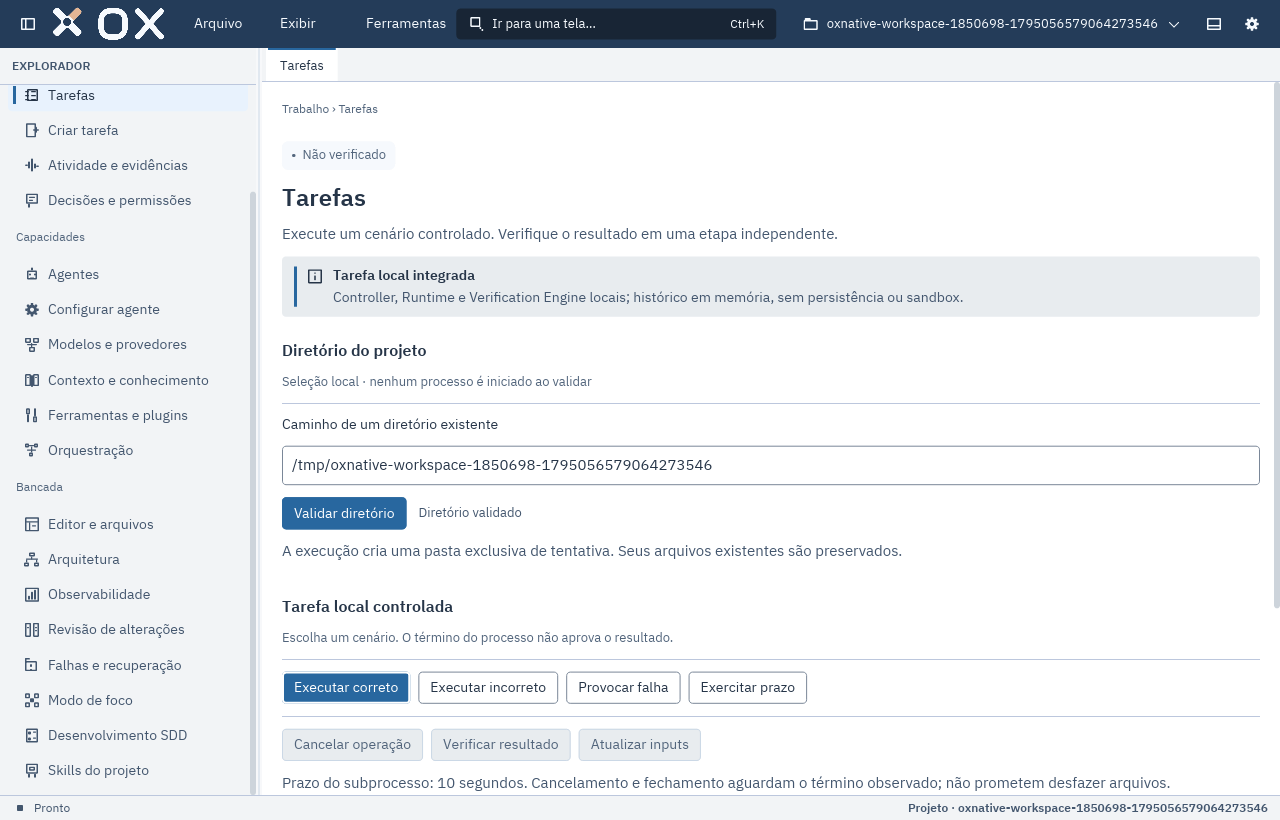 OX
Arquivo
Exibir
Ferramentas
Ir para uma tela...
Ctrl+K
oxnative-workspace-1850698-1795056579064273546
EXPLORADOR
Tarefas
Criar tarefa
Atividade e evidências
Decisões e permissões
Capacidades
Agentes
Configurar agente
Modelos e provedores
Contexto e conhecimento
Ferramentas e plugins
Orquestração
Bancada
Editor e arquivos
Arquitetura
Observabilidade
Revisão de alterações
Falhas e recuperação
Modo de foco
Desenvolvimento SDD
Skills do projeto
Tarefas
Trabalho › Tarefas
• Não verificado
Tarefas
Execute um cenário controlado. Verifique o resultado em uma etapa independente.
Tarefa local integrada
Controller, Runtime e Verification Engine locais; histórico em memória, sem persistência ou sandbox.
Diretório do projeto
Seleção local · nenhum processo é iniciado ao validar
Caminho de um diretório existente
/tmp/oxnative-workspace-1850698-1795056579064273546
Validar diretório
Diretório validado
A execução cria uma pasta exclusiva de tentativa. Seus arquivos existentes são preservados.
Tarefa local controlada
Escolha um cenário. O término do processo não aprova o resultado.
Executar correto
Executar incorreto
Provocar falha
Exercitar prazo
Cancelar operação
Verificar resultado
Atualizar inputs
Prazo do subprocesso: 10 segundos. Cancelamento e fechamento aguardam o término observado; não prometem desfazer arquivos.
Pronto
Projeto · oxnative-workspace-1850698-1795056579064273546